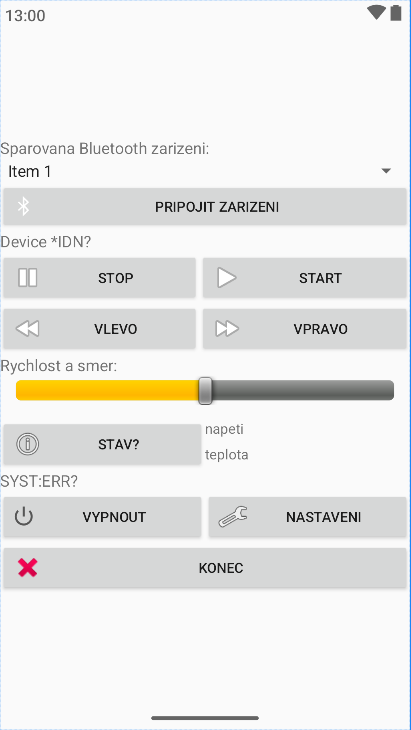 13:00
Sparovana Bluetooth zarizeni:
Item 1
PRIPOJIT ZARIZENI
Device *IDN?
STOP
START
VLEVO
VPRAVO
Rychlost a smer:
STAV?
napeti
teplota
SYST:ERR?
VYPNOUT
NASTAVENI
KONEC